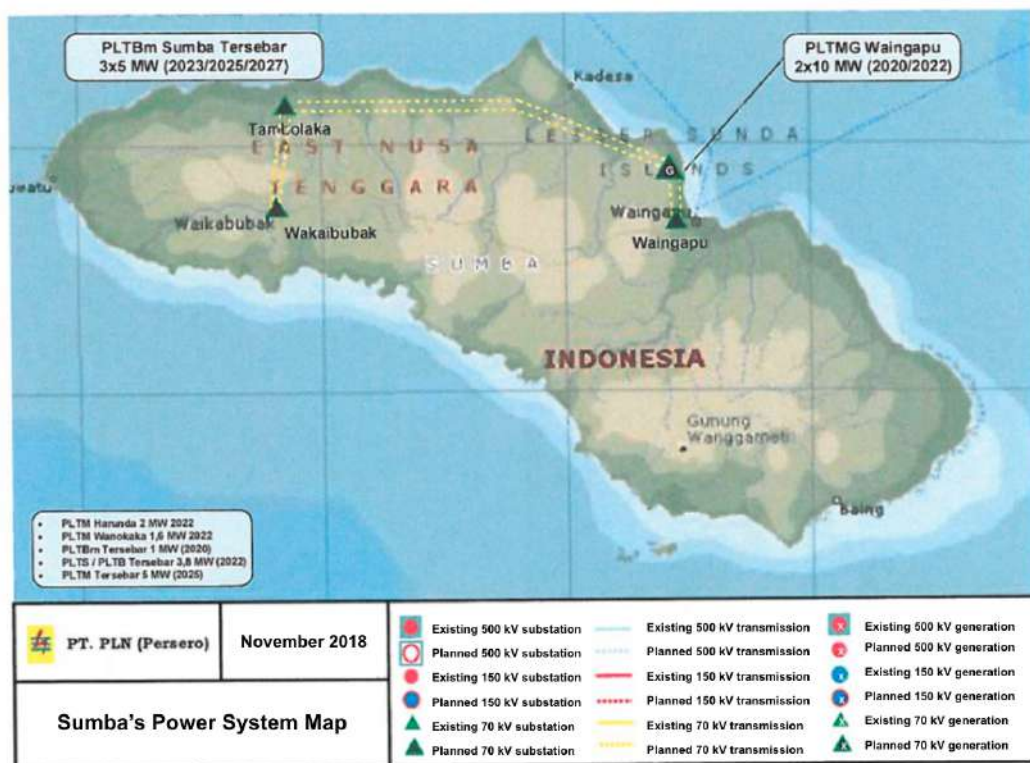 PLTBm Sumba Tersebar
3x5 MW (2023/2025/2027)
PLTMG Waingapu
2x10 MW (2020/2022)
Kadesa
Tambolaka
LESSER SUNDA
ISLANDS
EAST NUSA
TENGGARA
G
Waikabubak
Wakaibubak
Waingapu
Waingapu
SUMBA
INDONESIA
Gunung
Wanggameti
Baing
PLTM Harunda 2 MW 2022
PLTM Wanokaka 1,6 MW 2022
PLTBm Tersebar 1 MW (2020)
PLTS / PLTB Tersebar 3,8 MW (2022)
PLTM Tersebar 5 MW (2025)
PT. PLN (Persero)
November 2018
Sumba's Power System Map
Existing 500 kV substation
Planned 500 kV substation
Existing 150 kV substation
Planned 150 kV substation
Existing 70 kV substation
Planned 70 kV substation
Existing 500 kV transmission
Planned 500 kV transmission
Existing 150 kV transmission
Planned 150 kV transmission
Existing 70 kV transmission
Planned 70 kV transmission
x Existing 500 kV generation
x Planned 500 kV generation
x Existing 150 kV generation
x Planned 150 kV generation
x Existing 70 kV generation
x Planned 70 kV generation